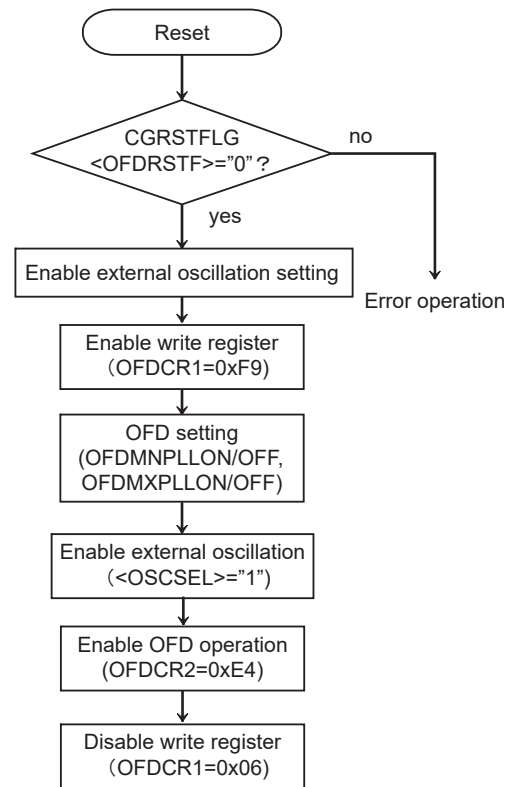 Reset
CGRSTFLG
<OFDRSTF>=”0”？
no
yes
Enable external oscillation setting
Error operation
Enable write register
（OFDCR1=0xF9)
OFD setting
(OFDMNPLLON/OFF,
OFDMXPLLON/OFF)
Enable external oscillation
（<OSCSEL>=”1”)
Enable OFD operation
(OFDCR2=0xE4)
Disable write register
（OFDCR1=0x06)